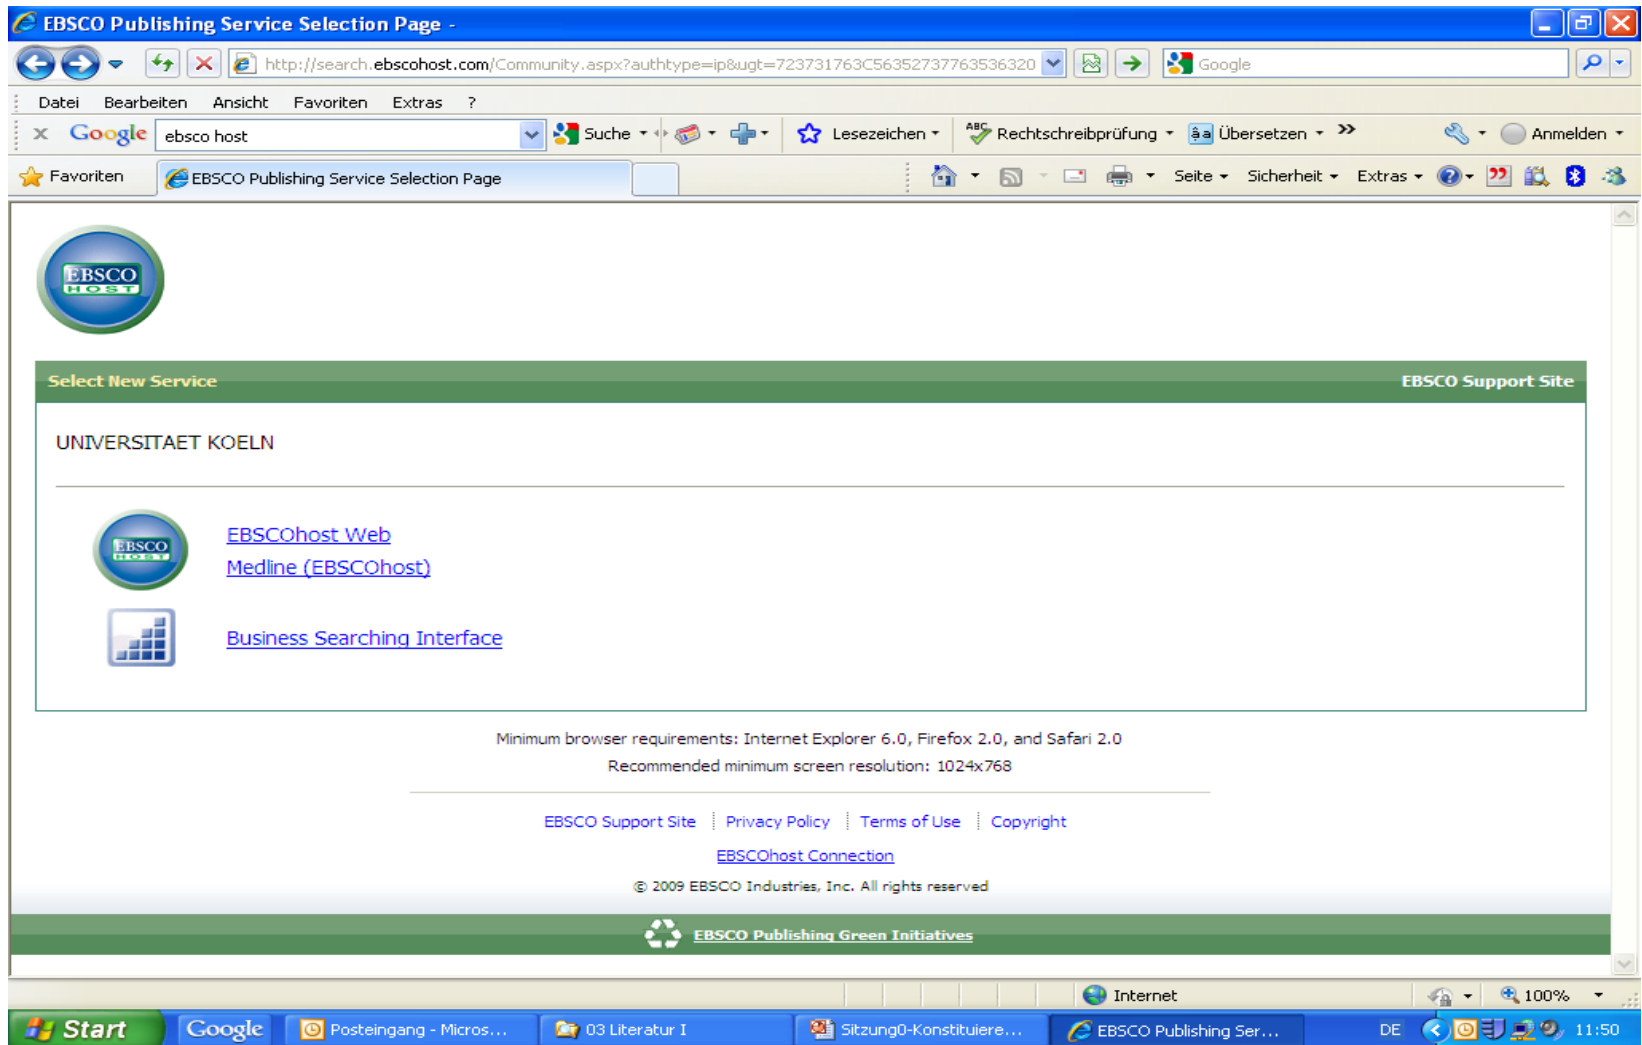 EBSCO Publishing Service Selection Page -
http://search.ebscohost.com/Community.aspx?authtype=ip&ugt=723731763C56352737763536320
Google
Datei Bearbeiten Ansicht Favoriten Extras ?
x Google ebsco host Suche Lesezeichen ABC Rechtschreibprüfung âa Übersetzen >> Anmelden
Favoriten EBSCO Publishing Service Selection Page Seite Sicherheit Extras
EBSCO
HOST
Select New Service EBSCO Support Site
UNIVERSITAET KOELN
EBSCO
HOST
EBSCOhost Web
Medline (EBSCOhost)
Business Searching Interface
Minimum browser requirements: Internet Explorer 6.0, Firefox 2.0, and Safari 2.0
Recommended minimum screen resolution: 1024x768
EBSCO Support Site Privacy Policy Terms of Use Copyright
EBSCOhost Connection
© 2009 EBSCO Industries, Inc. All rights reserved
EBSCO Publishing Green Initiatives
Internet 100%
Start Google Posteingang - Micros... 03 Literatur I Sitzung0-Konstituiere... EBSCO Publishing Ser... DE 11:50